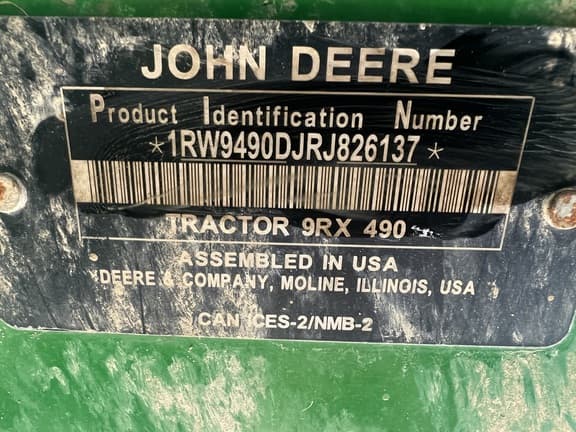 JOHN DEERE
Product Identification Number
*1RW9490DJRJ826137*
TRACTOR 9RX 490
ASSEMBLED IN USA
DEERE & COMPANY, MOLINE, ILLINOIS, USA
CAN ICES-2/NMB-2